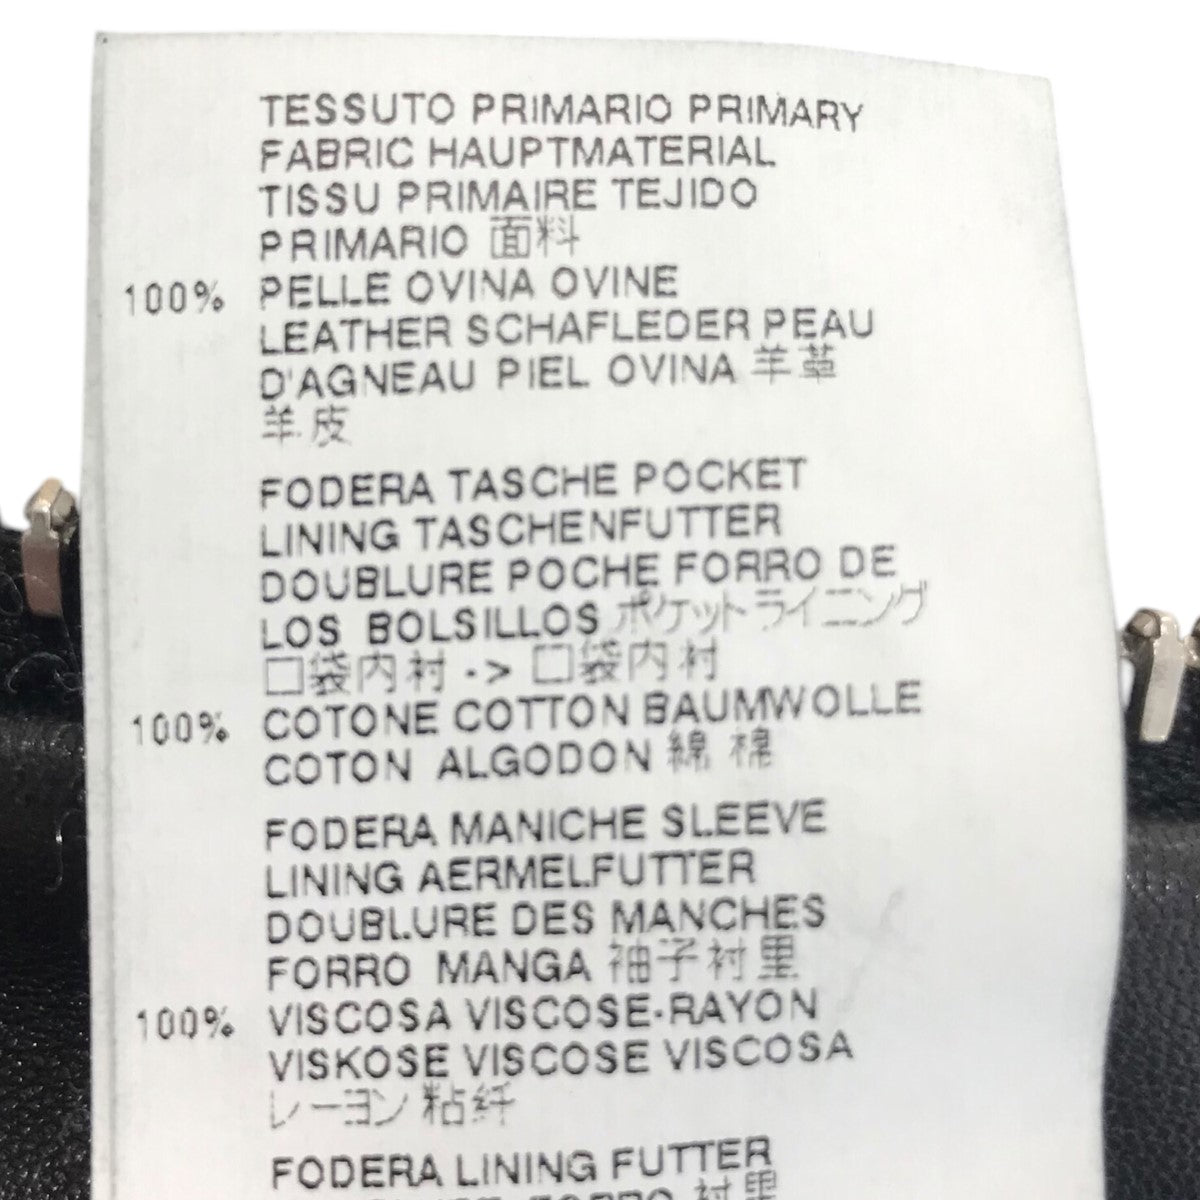 TESSUTO PRIMARIO PRIMARY
FABRIC HAUPTMATERIAL
TISSU PRIMAIRE TEJIDO
PRIMARIO 面料
100% PELLE OVINA OVINE
LEATHER SCHAFLEDER PEAU
D'AGNEAU PIEL OVINA 羊革
羊皮
FODERA TASCHE POCKET
LINING TASCHENFUTTER
DOUBLURE POCHE FORRO DE
LOS BOLSILLOS ポケットライニング
口袋内衬 -> 口袋内衬
100% COTONE COTTON BAUMWOLLE
COTON ALGODON 綿 棉
FODERA MANICHE SLEEVE
LINING AERMELFUTTER
DOUBLURE DES MANCHES
FORRO MANGA 袖子衬里
100% VISCOSA VISCOSE-RAYON
VISKOSE VISCOSE VISCOSA
レーヨン 粘纤
FODERA LINING FUTTER
FORRO 衬里